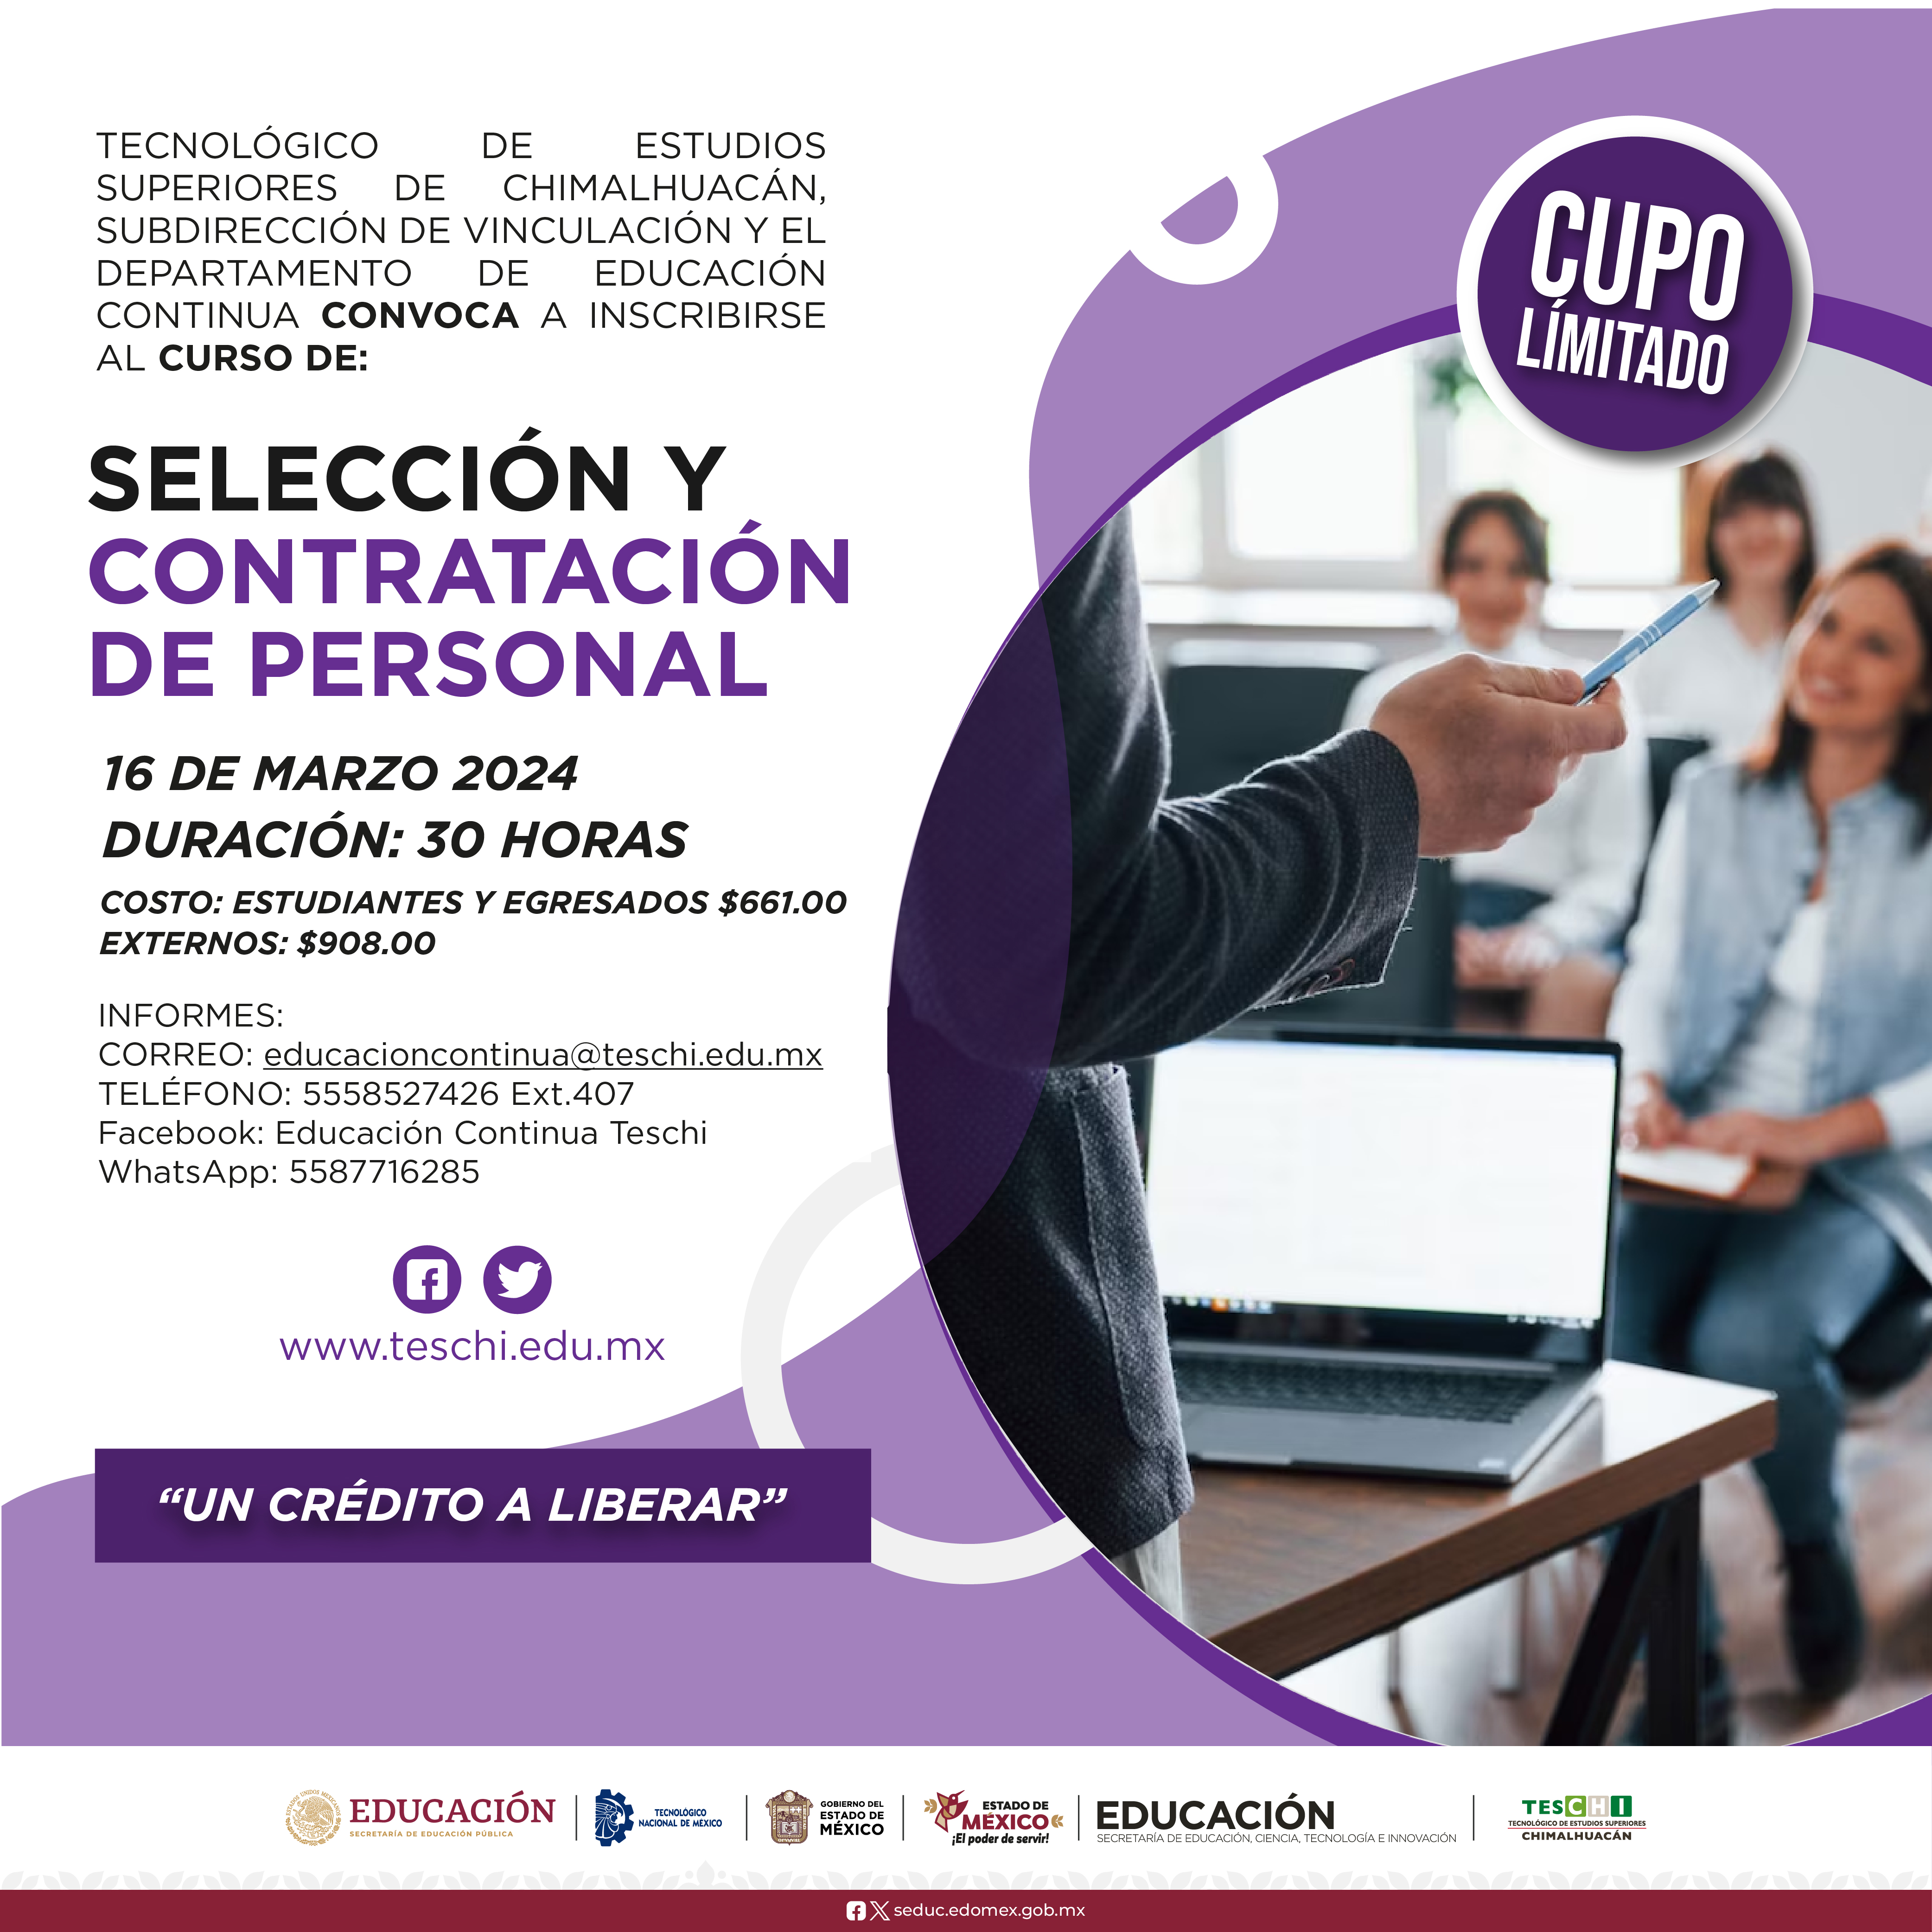 TECNOLÓGICO DE ESTUDIOS
SUPERIORES DE CHIMALHUACÁN,
SUBDIRECCIÓN DE VINCULACIÓN Y EL
DEPARTAMENTO DE EDUCACIÓN
CONTINUA CONVOCA A INSCRIBIRSE
AL CURSO DE:
CUPO
LÍMITADO
SELECCIÓN Y
CONTRATACIÓN
DE PERSONAL
16 DE MARZO 2024
DURACIÓN: 30 HORAS
COSTO: ESTUDIANTES Y EGRESADOS $661.00
EXTERNOS: $908.00
INFORMES:
CORREO: educacioncontinua@teschi.edu.mx
TELÉFONO: 5558527426 Ext.407
Facebook: Educación Continua Teschi
WhatsApp: 5587716285
www.teschi.edu.mx
“UN CRÉDITO A LIBERAR”
ESTADOS UNIDOS MEXICANOS
EDUCACIÓN
SECRETARÍA DE EDUCACIÓN PÚBLICA
TECNOLÓGICO
NACIONAL DE MÉXICO
GOBIERNO DEL
ESTADO DE
MÉXICO
ESTADO DE
MÉXICO
¡El poder de servir!
EDUCACIÓN
SECRETARÍA DE EDUCACIÓN, CIENCIA, TECNOLOGÍA E INNOVACIÓN
TESCHI
TECNOLÓGICO DE ESTUDIOS SUPERIORES
CHIMALHUACÁN
seduc.edomex.gob.mx